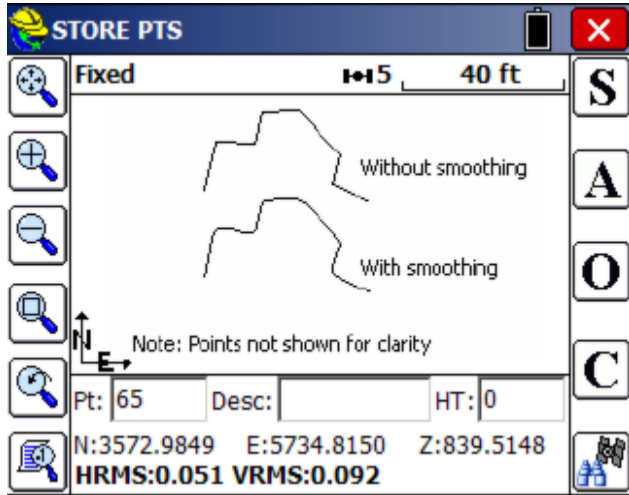 STORE PTS
Fixed 5 40 ft
S
Without smoothing
A
With smoothing
O
N
E
Note: Points not shown for clarity
C
Pt: 65 Desc: HT: 0
N:3572.9849 E:5734.8150 Z:839.5148
HRMS:0.051 VRMS:0.092